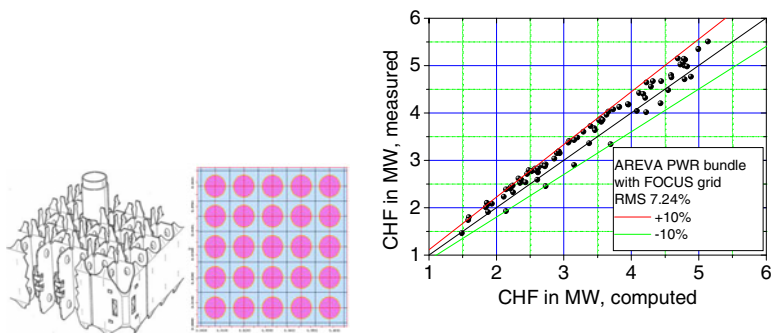 CHF in MW, measured
6
5
4
3
2
1
AREVA PWR bundle
with FOCUS grid
RMS 7.24%
+10%
-10%
1 2 3 4 5 6
CHF in MW, computed